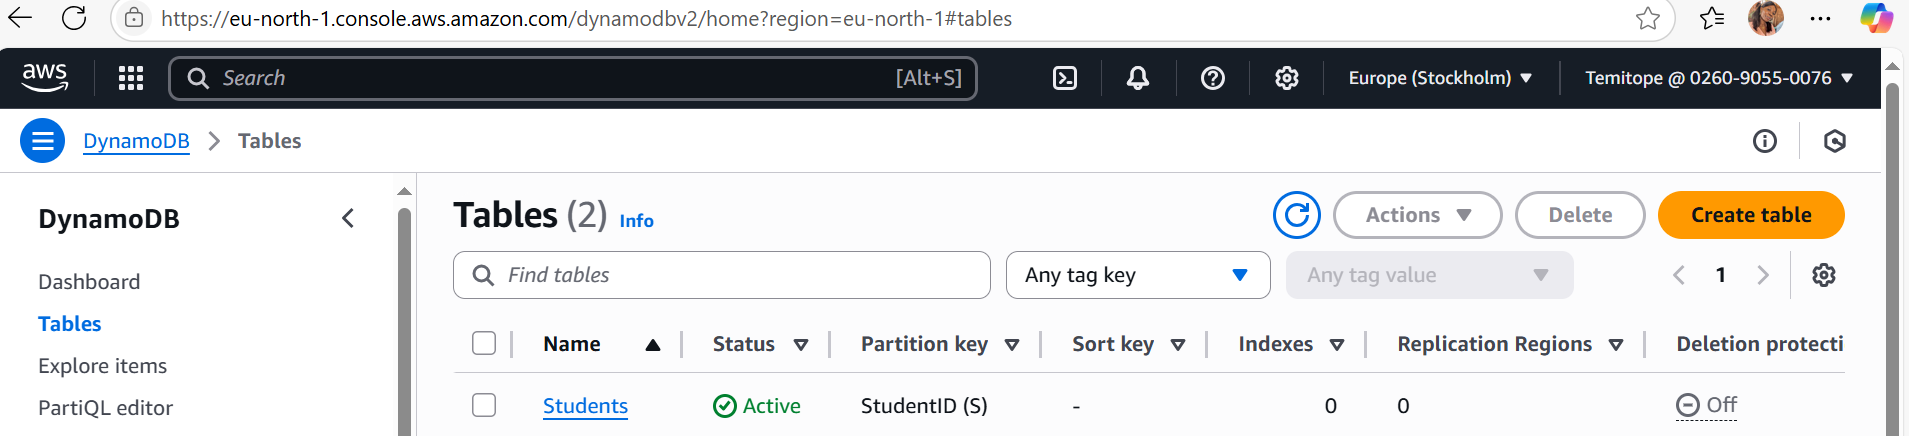 https://eu-north-1.console.aws.amazon.com/dynamodbv2/home?region=eu-north-1#tables
aws
Search [Alt+S] Europe (Stockholm) Temitope @ 0260-9055-0076
DynamoDB > Tables
DynamoDB
Dashboard
Tables
Explore items
PartiQL editor
Tables (2) Info Actions Delete Create table
Find tables Any tag key Any tag value 1
Name Status Partition key Sort key Indexes Replication Regions Deletion protecti
Students Active StudentID (S) - 0 0 Off